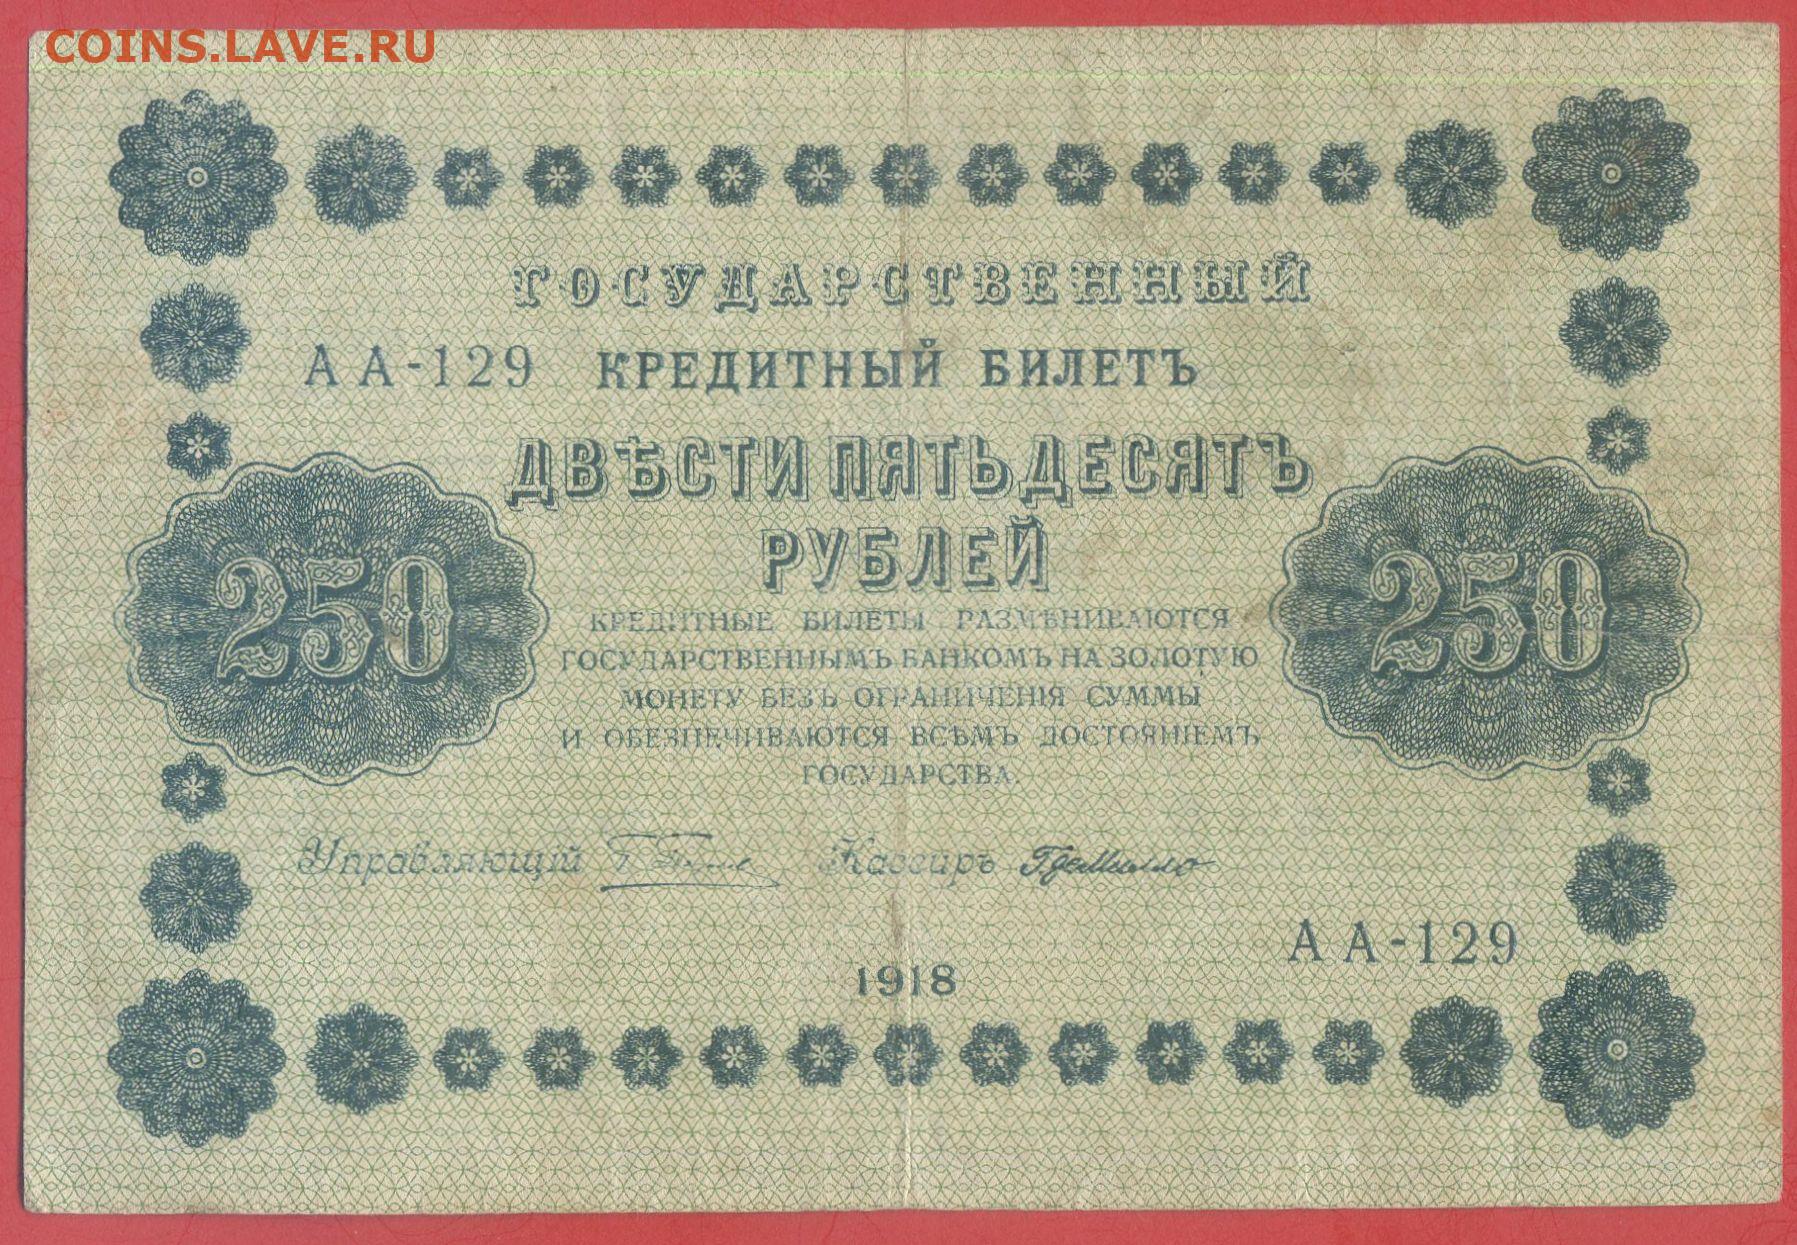 COINS.LAVE.RU
ГОСУДАРСТВЕННЫЙ
АА-129 КРЕДИТНЫЙ БИЛЕТЪ
ДВѢСТИ ПЯТЬДЕСЯТЪ
РУБЛЕЙ
250
250
КРЕДИТНЫЕ БИЛЕТЫ РАЗМѢНИВАЮТСЯ
ГОСУДАРСТВЕННЫМЪ БАНКОМЪ НА ЗОЛОТУЮ
МОНЕТУ БЕЗЪ ОГРАНИЧЕНІЯ СУММЫ
И ОБЕЗПЕЧИВАЮТСЯ ВСѢМЪ ДОСТОЯНІЕМЪ
ГОСУДАРСТВА.
Управляющій Кассиръ ГдеМилло
АА-129
1918